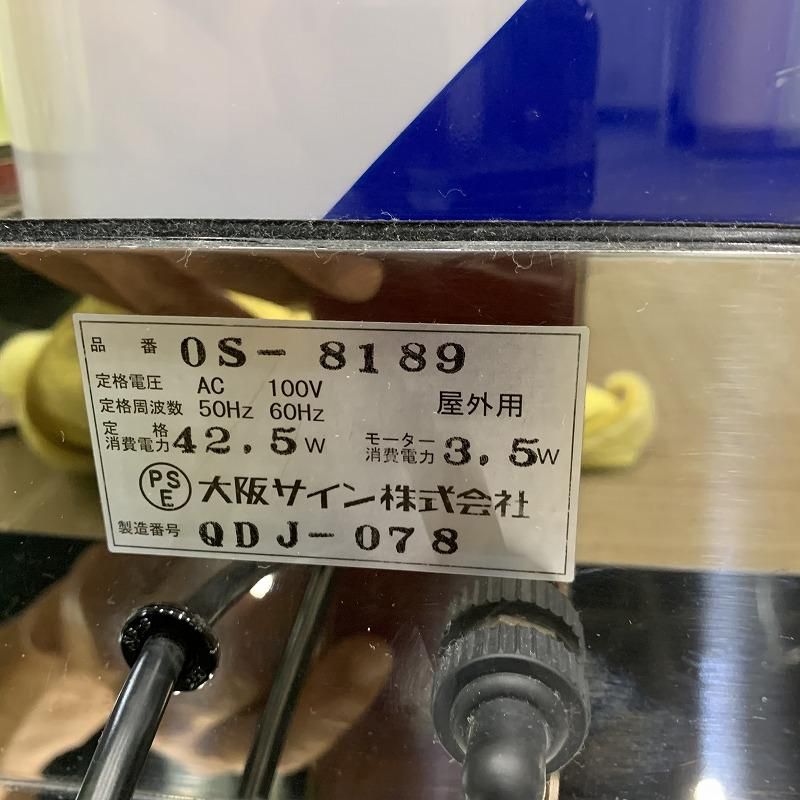 品番 OS-8189
定格電圧 AC 100V
定格周波数 50Hz 60Hz 屋外用
定格消費電力 42.5W モーター消費電力 3.5W
PSE 大阪サイン株式会社
製造番号 QDJ-078